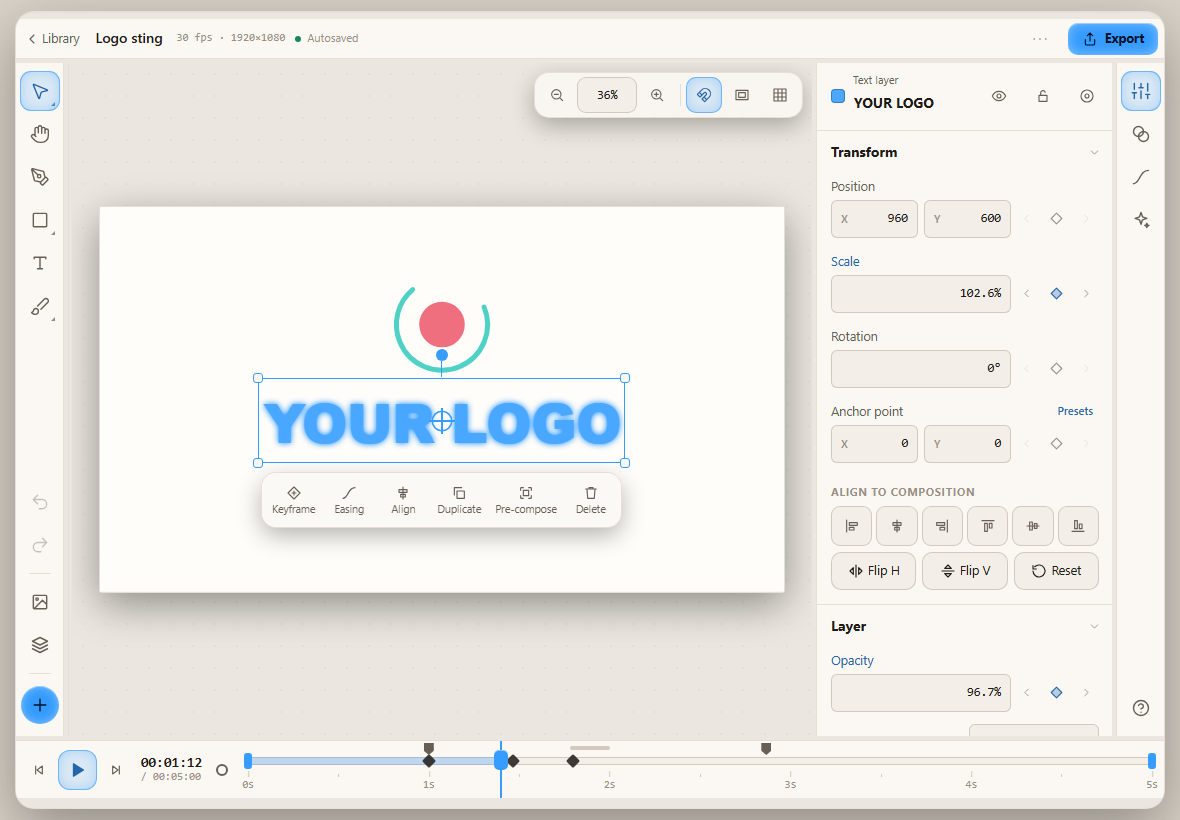 Library
Logo sting
30 fps · 1920×1080
Autosaved
Export
36%
Text layer
YOUR LOGO
Transform
Position
X 960
Y 600
Scale
102.6%
Rotation
0°
Anchor point
Presets
X 0
Y 0
ALIGN TO COMPOSITION
Flip H
Flip V
Reset
Layer
Opacity
96.7%
YOUR LOGO
Keyframe
Easing
Align
Duplicate
Pre-compose
Delete
00:01:12
/ 00:05:00
0s
1s
2s
3s
4s
5s